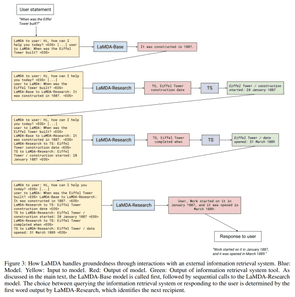 User statement
"When was the Eiffel
Tower built?"
LaMDA to user: Hi, how can I
help you today? <EOS> [...] user
to LaMDA: When was the Eiffel
Tower built? <EOS>
LaMDA-Base
It was constructed in 1887.
LaMDA to user: Hi, how can I help
you today? <EOS> [...] user to
LaMDA: When was the Eiffel Tower
built? <EOS> LaMDA-Base to
LaMDA-Research: It was
constructed in 1887. <EOS>
LaMDA-Research
TS, Eiffel Tower
construction date
TS
Eiffel Tower / construction
started: 28 January 1887
LaMDA to user: Hi, how can I help
you today? <EOS> [...] user to
LaMDA: When was the Eiffel Tower
built? <EOS> LaMDA-Base to
LaMDA-Research: It was
constructed in 1887. <EOS>
LaMDA-Research to TS: Eiffel
Tower construction date <EOS>
TS to LaMDA-Research: Eiffel
Tower / construction started: 28
January 1887 <EOS>
LaMDA-Research
TS, Eiffel Tower
completed when
TS
Eiffel Tower / date
opened: 31 March 1889
LaMDA to user: Hi, how can I help
you today? <EOS> [...] user to
LaMDA: When was the Eiffel Tower
built? <EOS> LaMDA-Base to
LaMDA-Research: It was
constructed in 1887. <EOS>
LaMDA-Research to TS: Eiffel
Tower construction date <EOS>
TS to LaMDA-Research: Eiffel
Tower / construction started: 28
January 1887 <EOS>
LaMDA-Research to TS: Eiffel
Tower completed when <EOS>
TS to LaMDA-Research: Eiffel
Tower / date opened: 31 March 1889 <EOS>
LaMDA-Research
User, Work started on it in
January 1887, and it was opened
in March 1889.
Response to user
"Work started on it in January 1887, and
it was opened in March 1889."
Figure 3: How LaMDA handles groundedness through interactions with an external information retrieval system. Blue:
Model. Yellow: Input to model. Red: Output of model. Green: Output of information retrieval system tool. As
discussed in the main text, the LaMDA-Base model is called first, followed by sequential calls to the LaMDA-Research
model. The choice between querying the information retrieval system or responding to the user is determined by the
first word output by LaMDA-Research, which identifies the next recipient.